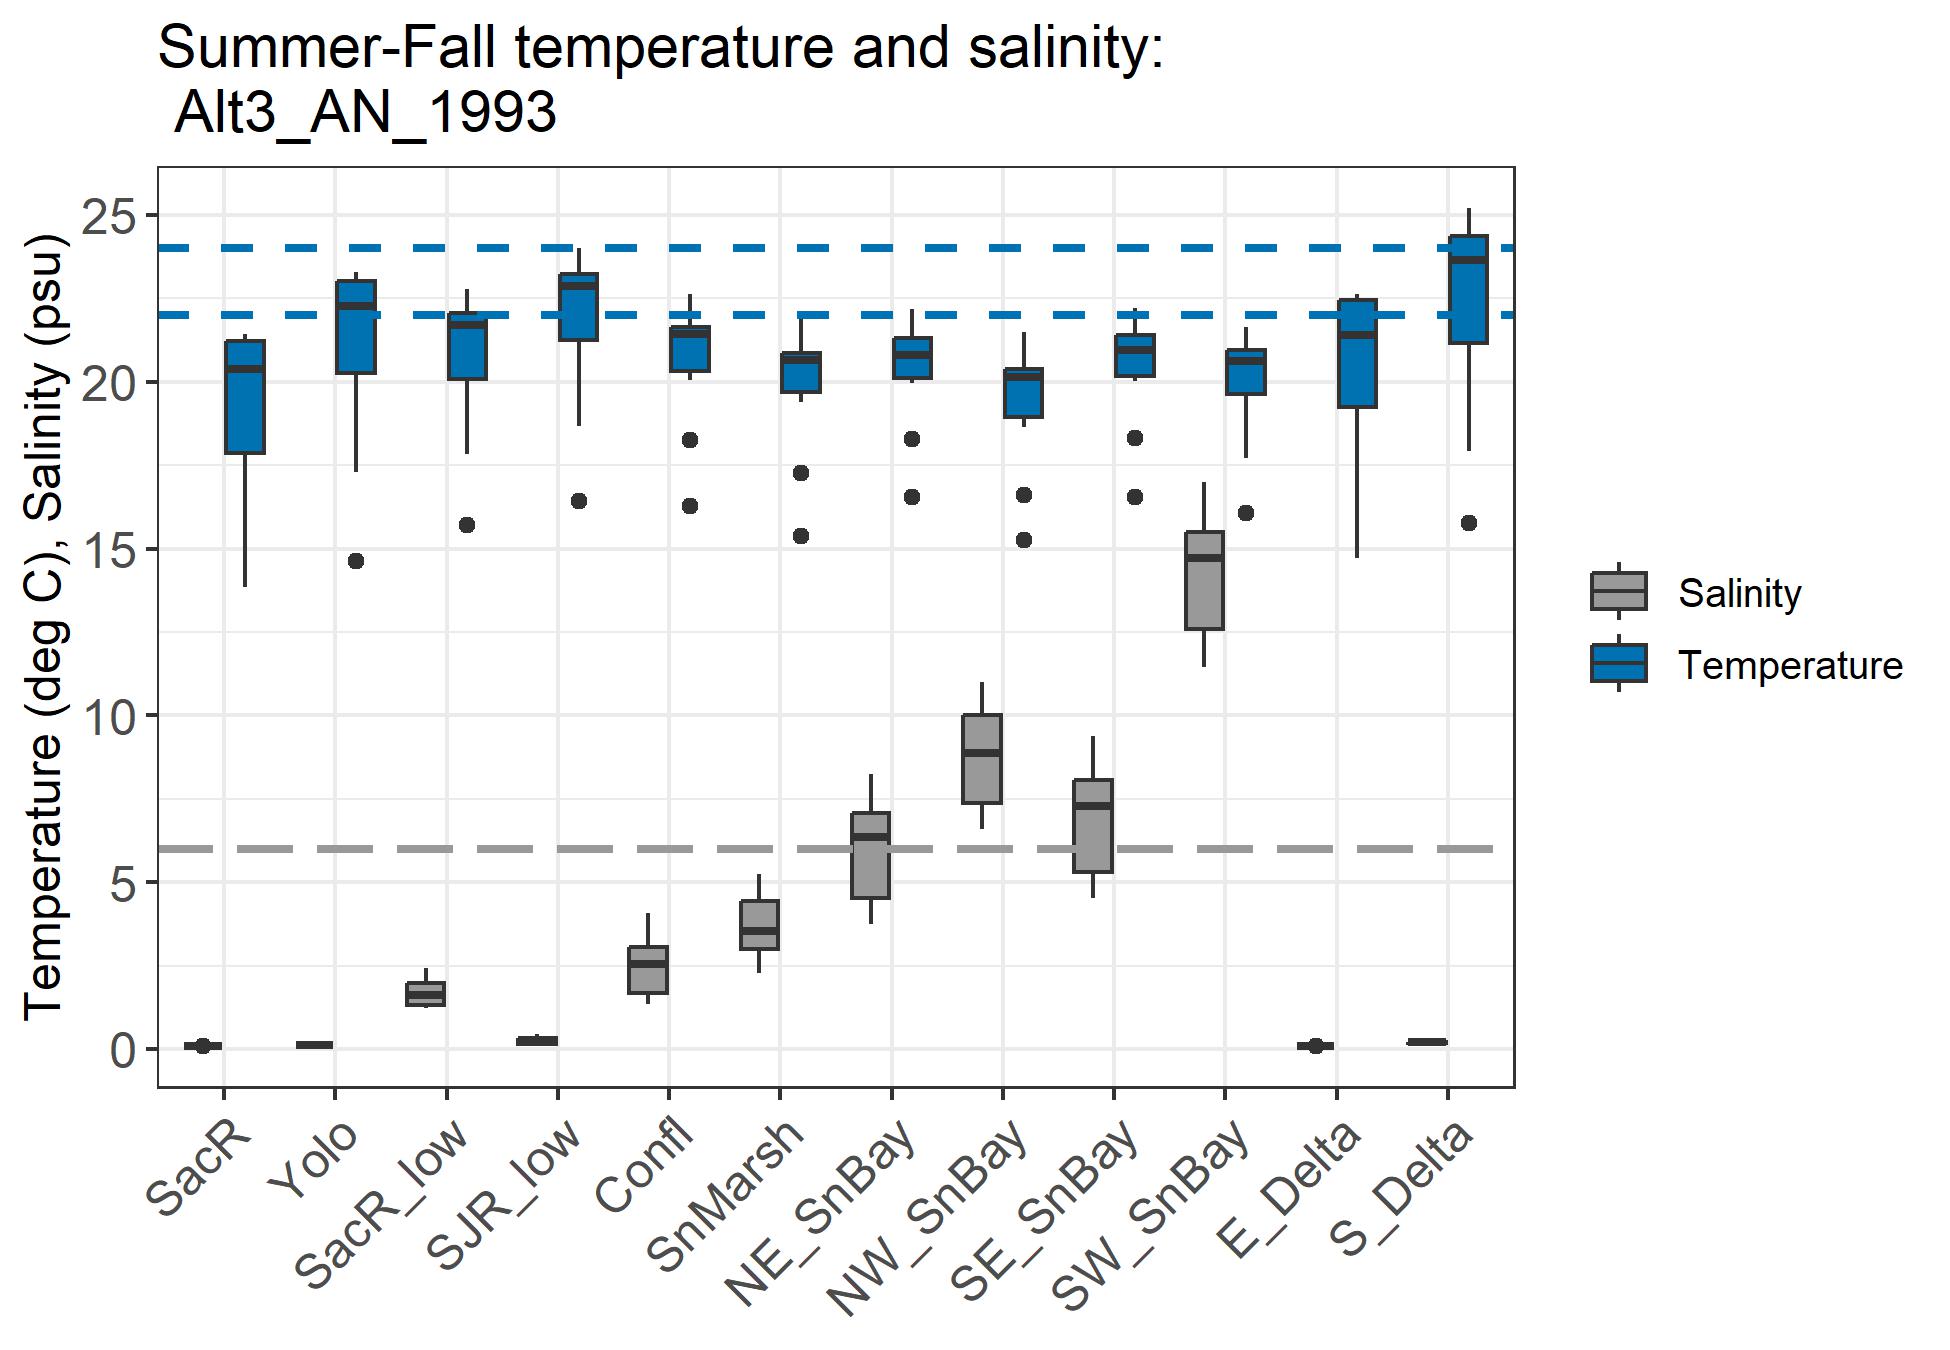 Summer-Fall temperature and salinity:
Alt3_AN_1993
Temperature (deg C), Salinity (psu)
25
20
15
10
5
0
SacR
Yolo
SacR_low
SJR_low
Confl
SnMarsh
NE_SnBay
NW_SnBay
SE_SnBay
SW_SnBay
E_Delta
S_Delta
Salinity
Temperature